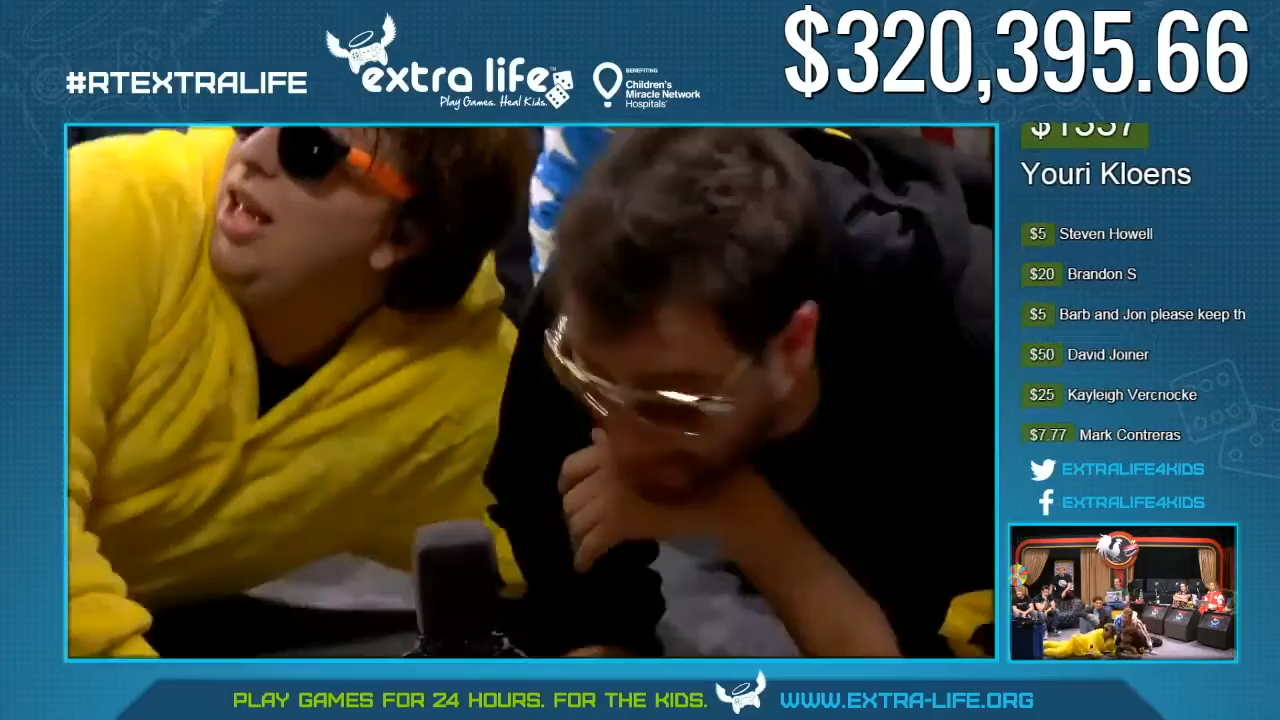 #RTEXTRALIFE
extra life
Play Games. Heal Kids.
BENEFITING
Children's
Miracle Network
Hospitals
$320,395.66
$1337
Youri Kloens
$5 Steven Howell
$20 Brandon S
$5 Barb and Jon please keep th
$50 David Joiner
$25 Kayleigh Vercnocke
$7.77 Mark Contreras
EXTRALIFE4KIDS
EXTRALIFE4KIDS
PLAY GAMES FOR 24 HOURS. FOR THE KIDS.
WWW.EXTRA-LIFE.ORG